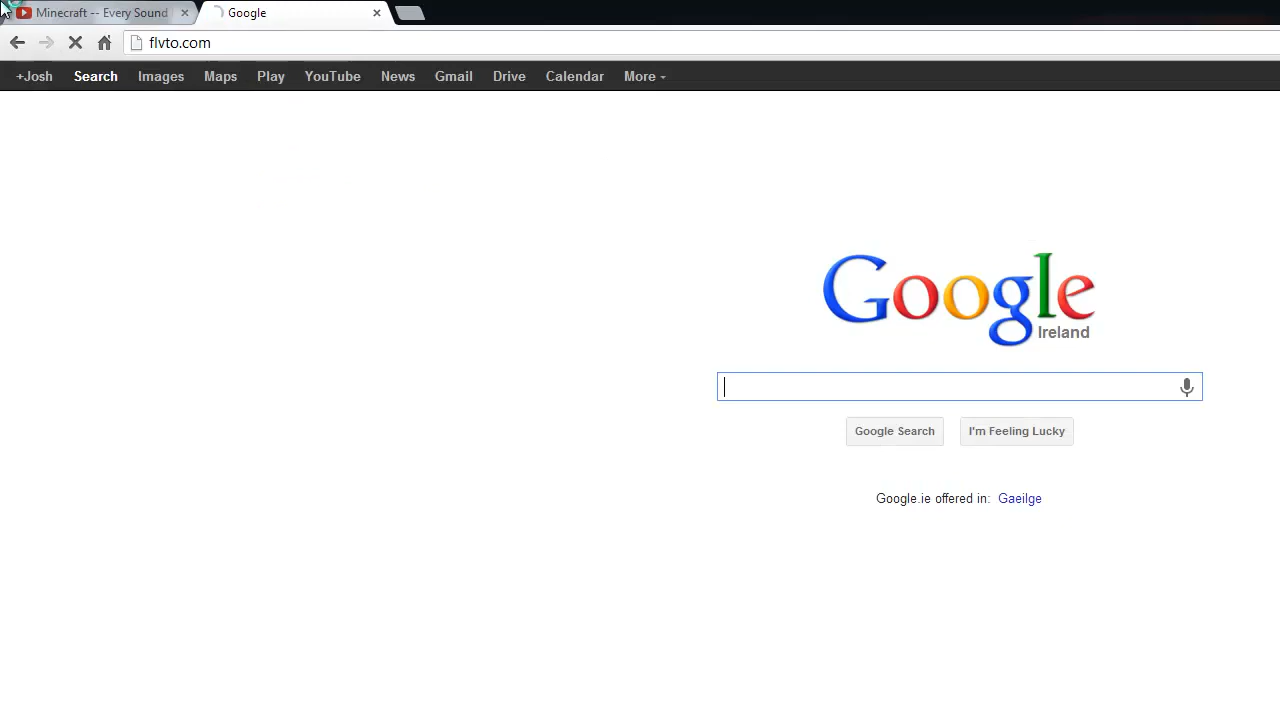 Minecraft -- Every Sound
Google
flvto.com
+Josh Search Images Maps Play YouTube News Gmail Drive Calendar More
Google
Ireland
Google Search I'm Feeling Lucky
Google.ie offered in: Gaeilge